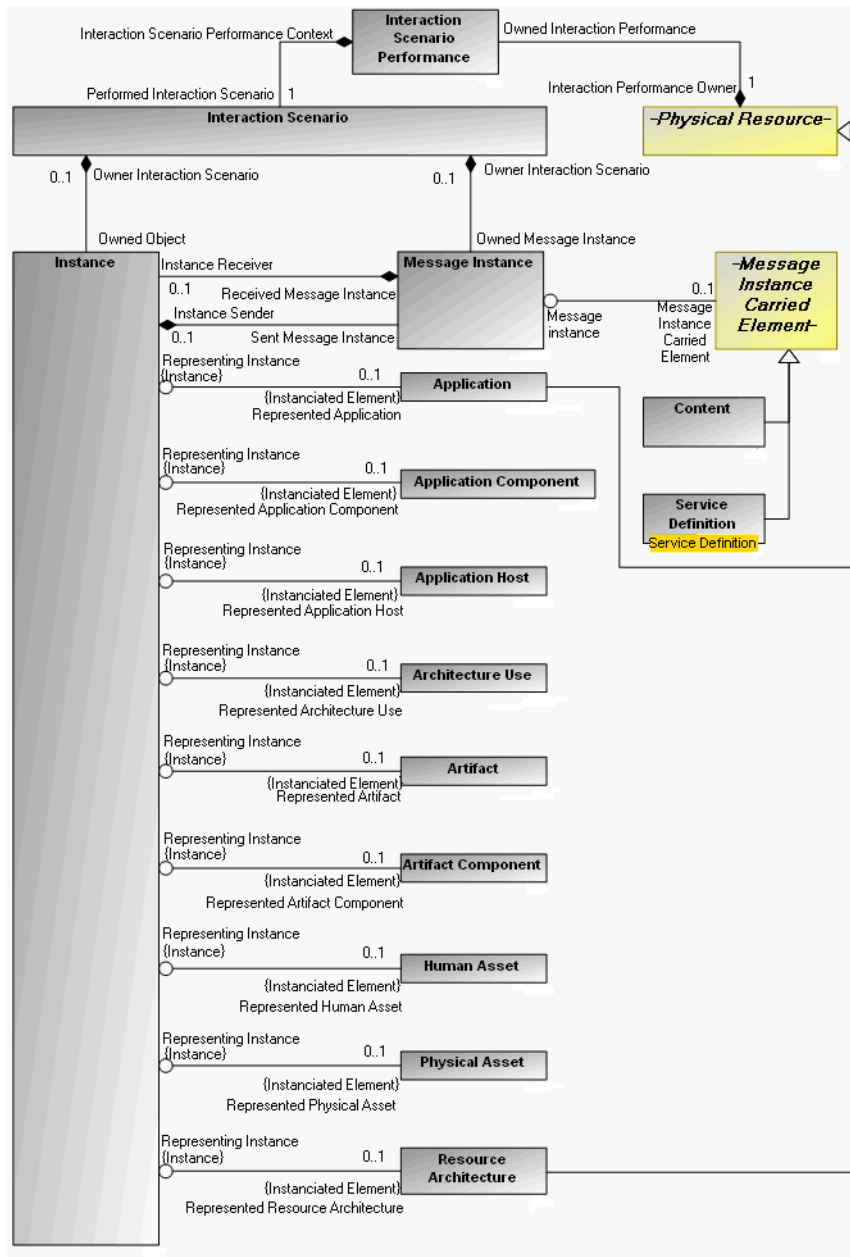 Interaction
Scenario
Performance
Interaction Scenario Performance Context
Owned Interaction Performance
Interaction Performance Owner
1
Performed Interaction Scenario
1
Interaction Scenario
-Physical Resource-
0..1
Owner Interaction Scenario
0..1
Owner Interaction Scenario
Owned Object
Owned Message Instance
Instance
Instance Receiver
0..1
Received Message Instance
Message Instance
Instance Sender
0..1
Sent Message Instance
Message
instance
0..1
Message
Instance
Carried
Element
-Message
Instance
Carried
Element-
Content
Service
Definition
Service Definition
Representing Instance
{Instance}
0..1
{Instanciated Element}
Represented Application
Application
Representing Instance
{Instance}
0..1
{Instanciated Element}
Represented Application Component
Application Component
Representing Instance
{Instance}
0..1
{Instanciated Element}
Represented Application Host
Application Host
Representing Instance
{Instance}
0..1
{Instanciated Element}
Represented Architecture Use
Architecture Use
Representing Instance
{Instance}
0..1
{Instanciated Element}
Represented Artifact
Artifact
Representing Instance
{Instance}
0..1
{Instanciated Element}
Represented Artifact Component
Artifact Component
Representing Instance
{Instance}
0..1
{Instanciated Element}
Represented Human Asset
Human Asset
Representing Instance
{Instance}
0..1
{Instanciated Element}
Represented Physical Asset
Physical Asset
Representing Instance
{Instance}
0..1
{Instanciated Element}
Represented Resource Architecture
Resource
Architecture